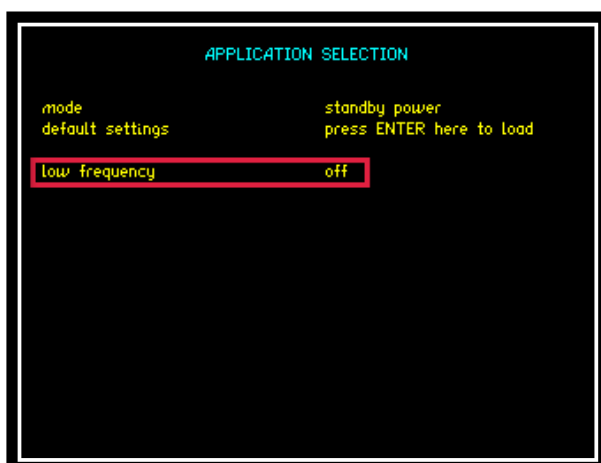 APPLICATION SELECTION
mode standby power
default settings press ENTER here to load
low frequency off